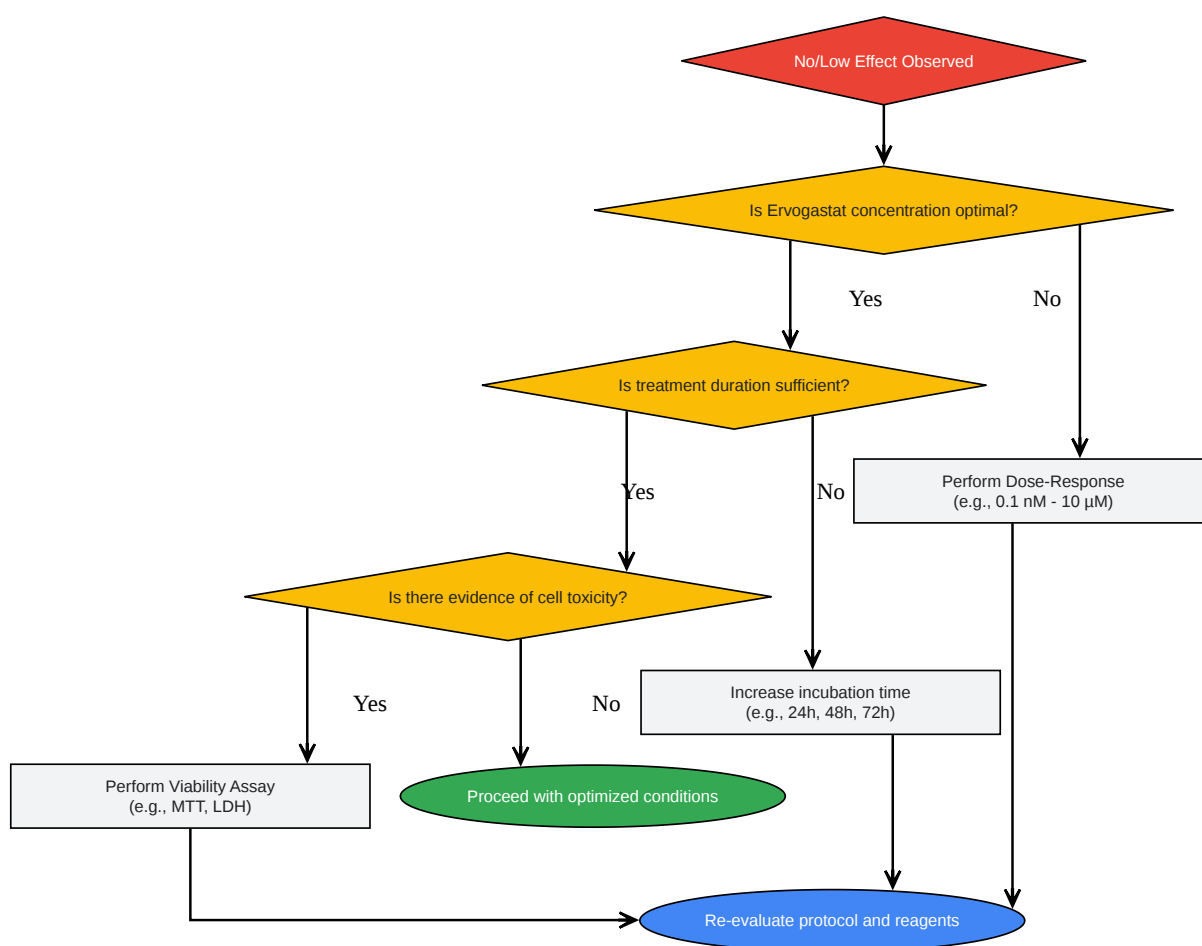 No/Low Effect Observed
Is Ervogastat concentration optimal?
Yes
No
Is treatment duration sufficient?
Yes
No
Perform Dose-Response
(e.g., 0.1 nM - 10 µM)
Is there evidence of cell toxicity?
Yes
No
Increase incubation time
(e.g., 24h, 48h, 72h)
Perform Viability Assay
(e.g., MTT, LDH)
Proceed with optimized conditions
Re-evaluate protocol and reagents